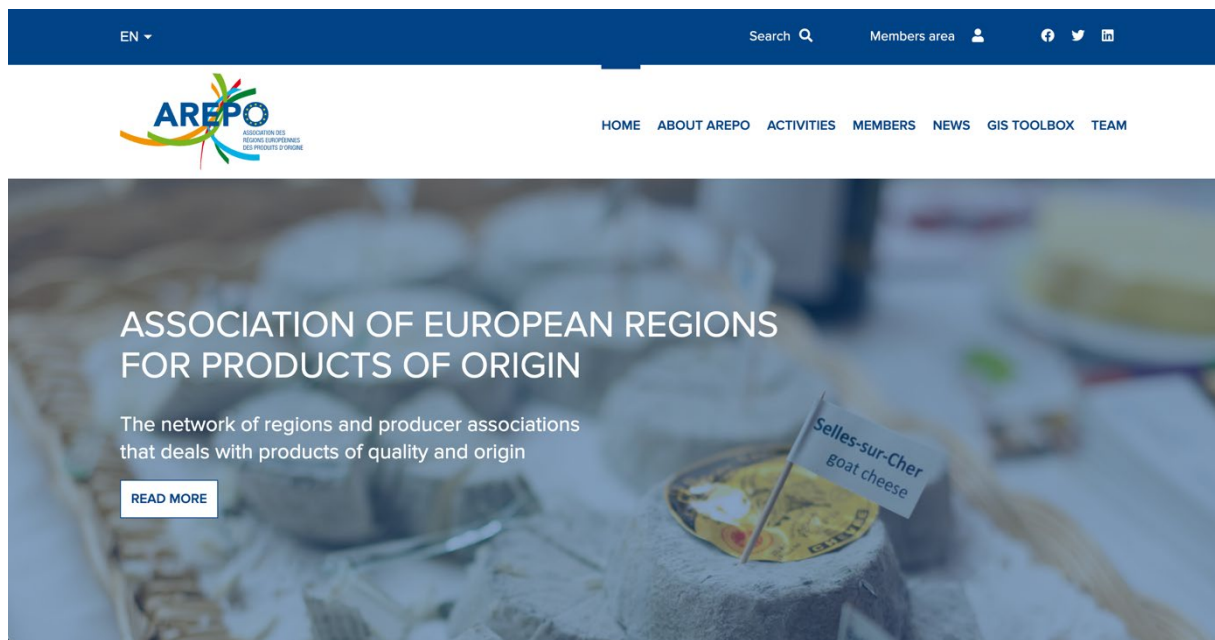 EN
Search
Members area
AREPO
ASSOCIATION DES
RÉGIONS EUROPÉENNES
DES PRODUITS D'ORIGINE
HOME ABOUT AREPO ACTIVITIES MEMBERS NEWS GIS TOOLBOX TEAM
ASSOCIATION OF EUROPEAN REGIONS
FOR PRODUCTS OF ORIGIN
The network of regions and producer associations
that deals with products of quality and origin
READ MORE
Selles-sur-Cher
goat cheese